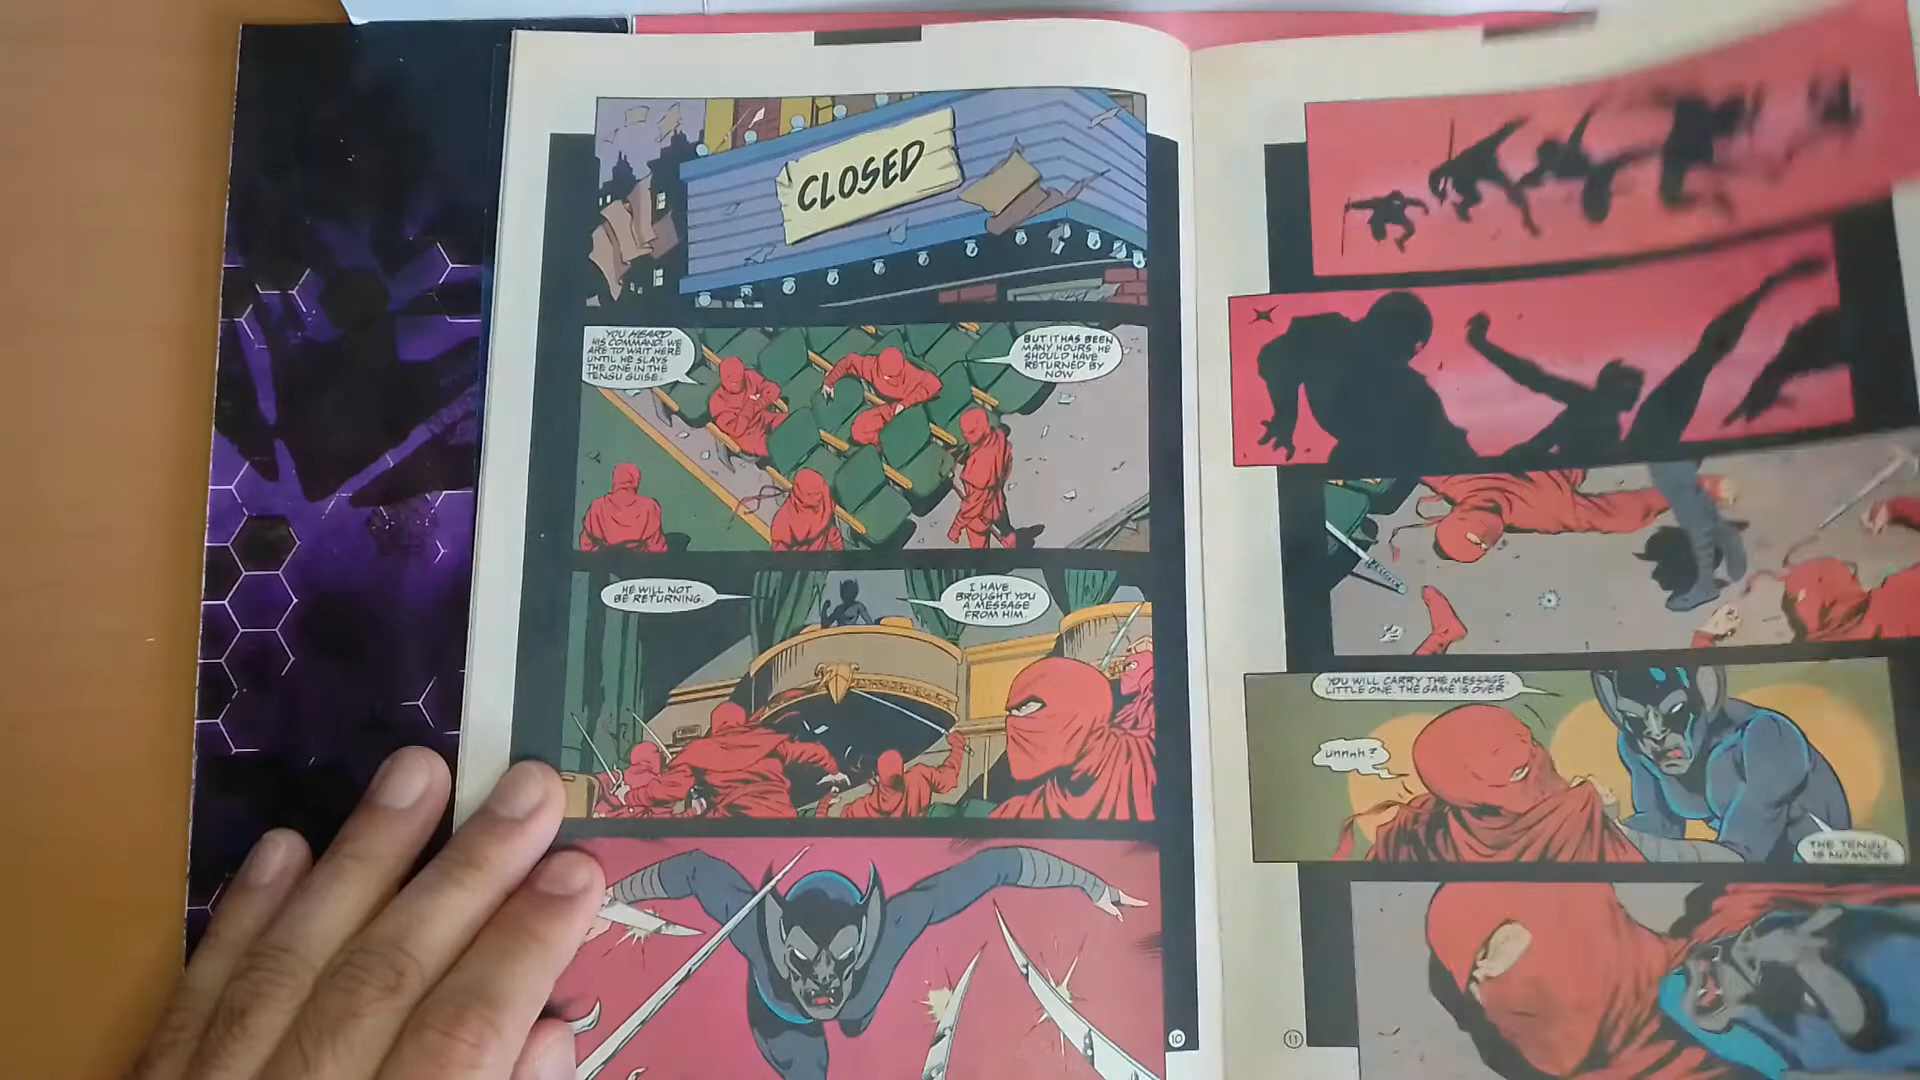 CLOSED
YOU HEARD
HIS COMMAND. WE
ARE TO WAIT HERE
UNTIL HE SLAYS
THE ONE IN THE
TENGU GUISE.
BUT IT HAS BEEN
MANY HOURS. HE
SHOULD HAVE
RETURNED BY
NOW.
HE WILL NOT
BE RETURNING.
I HAVE
BROUGHT YOU
A MESSAGE
FROM HIM.
10
YOU WILL CARRY THE MESSAGE,
LITTLE ONE. THE GAME IS OVER
unnnh?
THE TENGU
IS NO MORE.
11